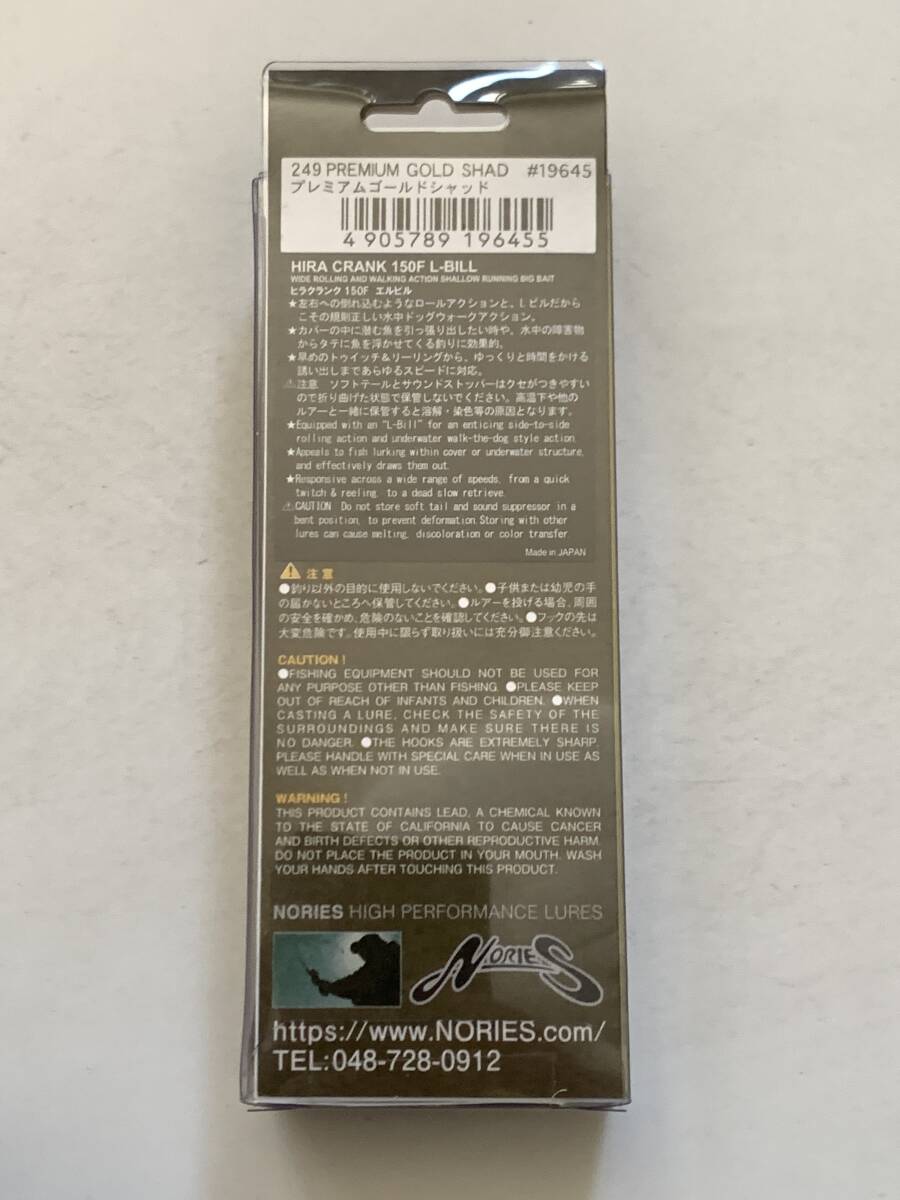 249 PREMIUM GOLD SHAD #19645
プレミアムゴールドシャッド
4 905789 196455
HIRA CRANK 150F L-BILL
WIDE ROLLING AND WALKING ACTION SHALLOW RUNNING BIG BAIT
ヒラクランク 150F エルビル
★左右への倒れ込むようなロールアクションと、Lビルだから
こその規則正しい水中ドッグウォークアクション。
★カバーの中に潜む魚を引っ張り出したい時や、水中の障害物
からタテに魚を浮かせてくる釣りに効果的。
★早めのトゥイッチ&リーリングから、ゆっくりと時間をかける
誘い出しまであらゆるスピードに対応。
⚠注意 ソフトテールとサウンドストッパーはクセがつきやすい
ので折り曲げた状態で保管しないでください。高温下や他の
ルアーと一緒に保管すると溶解・染色等の原因となります。
★Equipped with an "L-Bill" for an enticing side-to-side
rolling action and underwater walk-the-dog style action.
★Appeals to fish lurking within cover or underwater structure,
and effectively draws them out.
★Responsive across a wide range of speeds, from a quick
twitch & reeling, to a dead slow retrieve.
⚠CAUTION Do not store soft tail and sound suppressor in a
bent position, to prevent deformation.Storing with other
lures can cause melting, discoloration or color transfer.
Made in JAPAN
⚠注意
●釣り以外の目的に使用しないでください。●子供または幼児の手
の届かないところへ保管してください。●ルアーを投げる場合、周囲
の安全を確かめ、危険のないことを確認してください。●フックの先は
大変危険です。使用中に限らず取り扱いには充分御注意ください。
CAUTION !
●FISHING EQUIPMENT SHOULD NOT BE USED FOR
ANY PURPOSE OTHER THAN FISHING. ●PLEASE KEEP
OUT OF REACH OF INFANTS AND CHILDREN. ●WHEN
CASTING A LURE, CHECK THE SAFETY OF THE
SURROUNDINGS AND MAKE SURE THERE IS
NO DANGER. ●THE HOOKS ARE EXTREMELY SHARP.
PLEASE HANDLE WITH SPECIAL CARE WHEN IN USE AS
WELL AS WHEN NOT IN USE.
WARNING !
THIS PRODUCT CONTAINS LEAD, A CHEMICAL KNOWN
TO THE STATE OF CALIFORNIA TO CAUSE CANCER
AND BIRTH DEFECTS OR OTHER REPRODUCTIVE HARM.
DO NOT PLACE THE PRODUCT IN YOUR MOUTH. WASH
YOUR HANDS AFTER TOUCHING THIS PRODUCT.
NORIES HIGH PERFORMANCE LURES
NORIES
https://www.NORIES.com/
TEL:048-728-0912